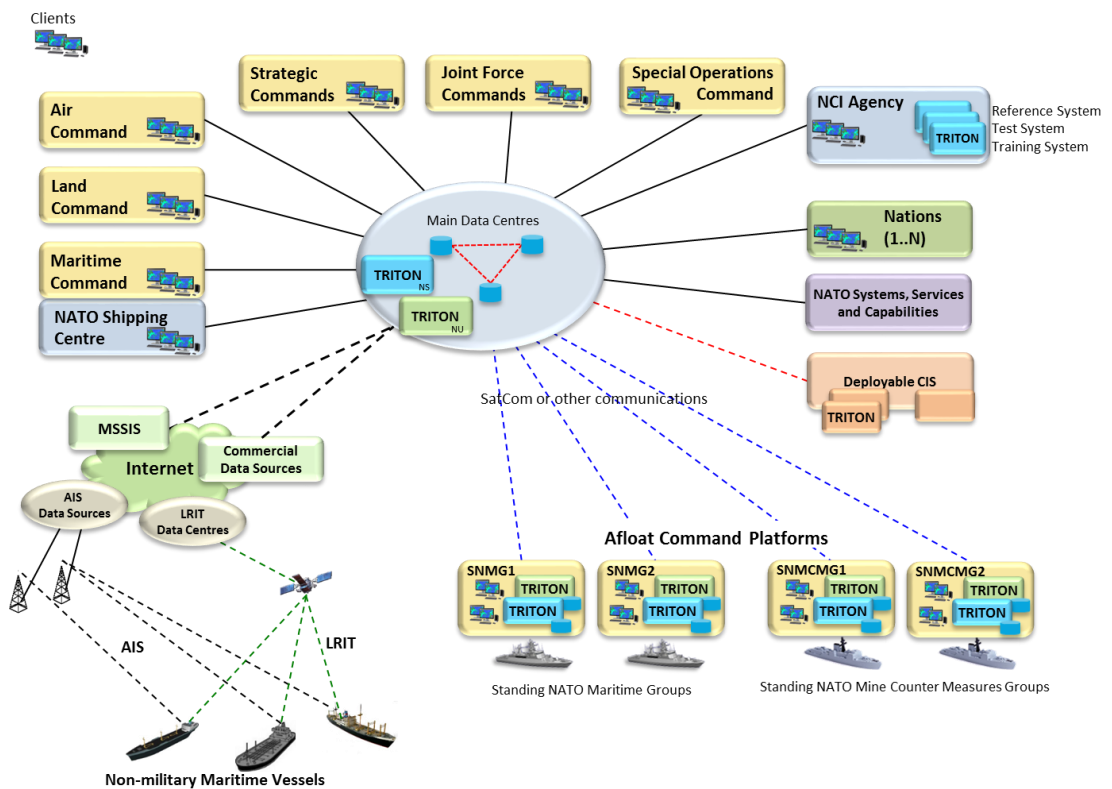 Clients
Strategic
Commands
Joint Force
Commands
Special Operations
Command
Air
Command
NCI Agency
TRITON
Reference System
Test System
Training System
Land
Command
Main Data Centres
Nations
(1..N)
Maritime
Command
TRITON
NS
NATO Systems, Services
and Capabilities
NATO Shipping
Centre
TRITON
NU
Deployable CIS
TRITON
SatCom or other communications
MSSIS
Internet
Commercial
Data Sources
AIS
Data Sources
LRIT
Data Centres
Afloat Command Platforms
SNMG1
TRITON
TRITON
SNMG2
TRITON
TRITON
SNMCMG1
TRITON
TRITON
SNMCMG2
TRITON
TRITON
AIS
LRIT
Standing NATO Maritime Groups
Standing NATO Mine Counter Measures Groups
Non-military Maritime Vessels